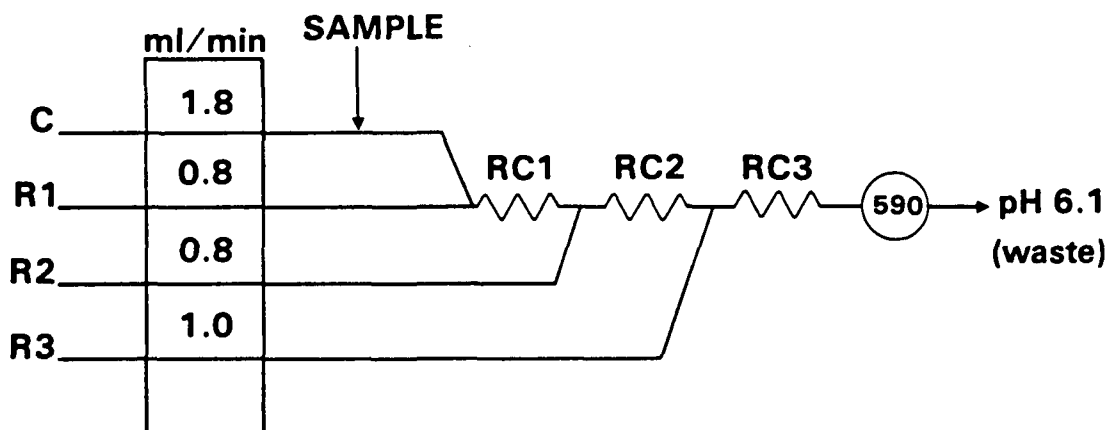 SAMPLE
ml/min
C 1.8
R1 0.8
RC1 RC2 RC3
590 pH 6.1
(waste)
R2 0.8
R3 1.0